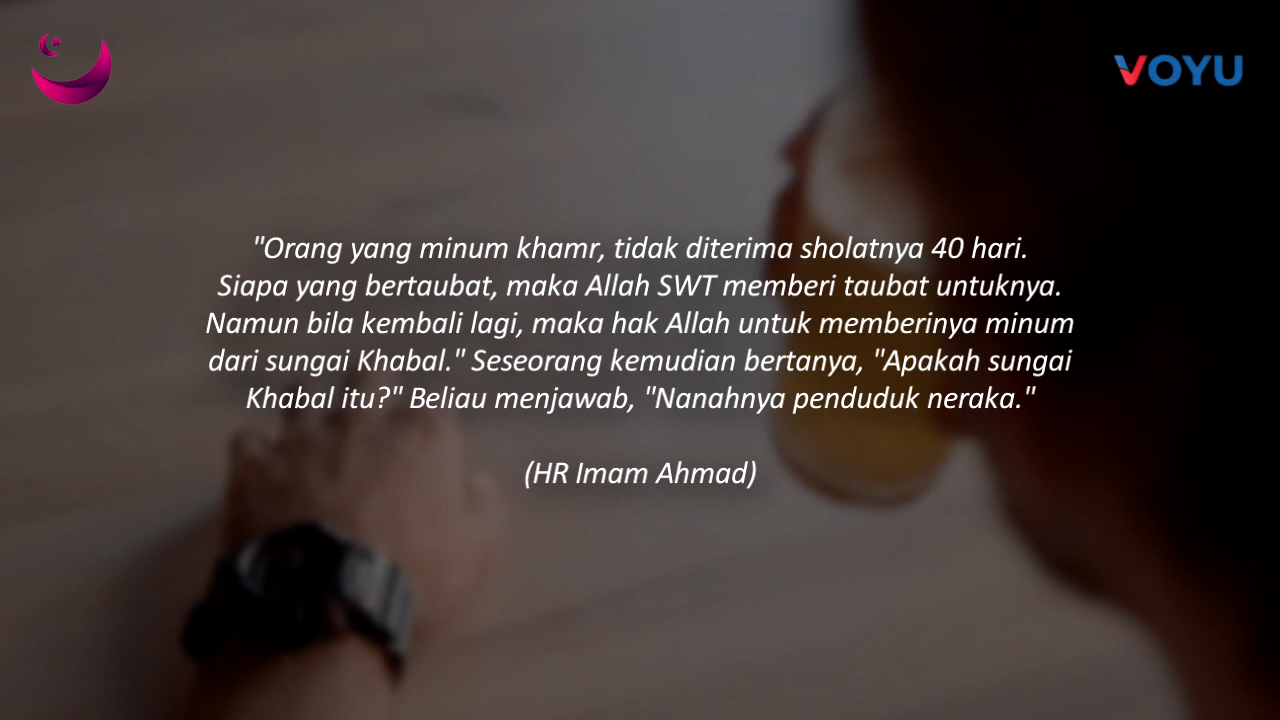 VOYU
"Orang yang minum khamr, tidak diterima sholatnya 40 hari.
Siapa yang bertaubat, maka Allah SWT memberi taubat untuknya.
Namun bila kembali lagi, maka hak Allah untuk memberinya minum
dari sungai Khabal." Seseorang kemudian bertanya, "Apakah sungai
Khabal itu?" Beliau menjawab, "Nanahnya penduduk neraka."
(HR Imam Ahmad)